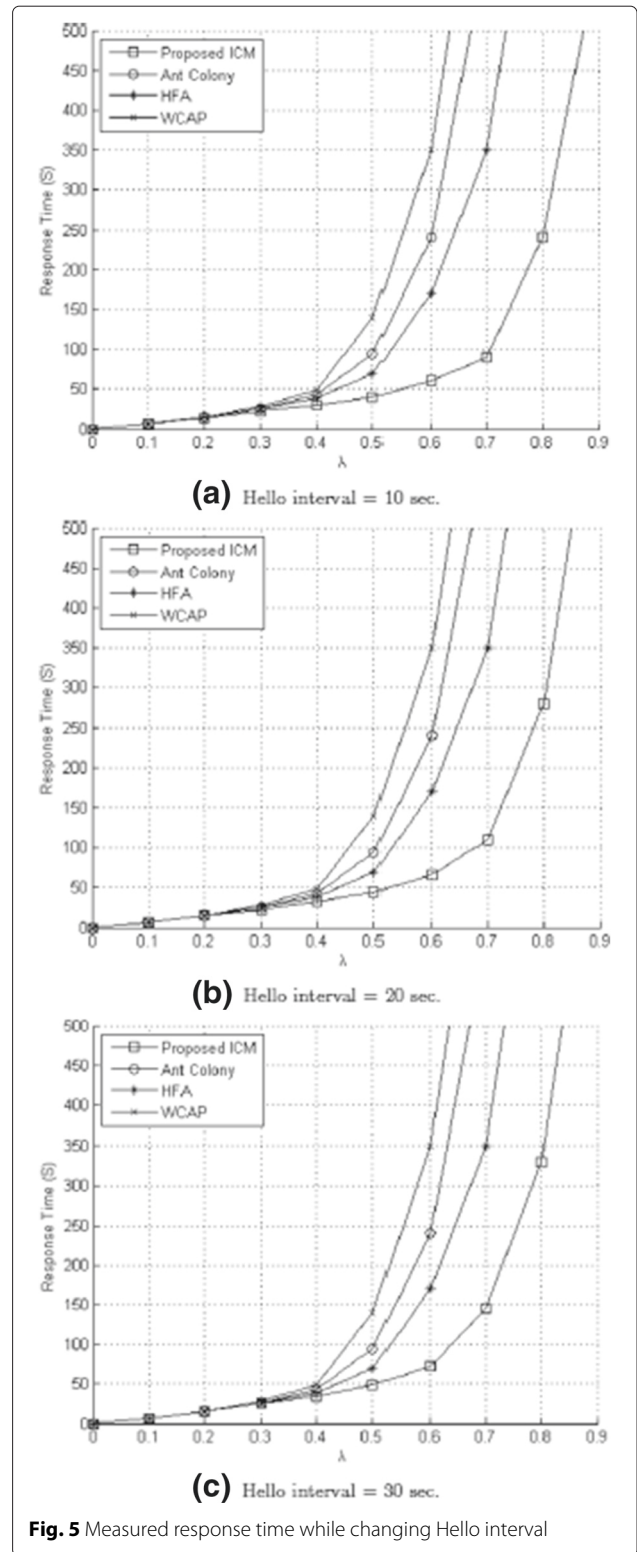 500
450
400
350
300
250
200
150
100
50
0
Response Time (S)
Proposed ICM
Ant Colony
HFA
WCAP
0 0.1 0.2 0.3 0.4 0.5 0.6 0.7 0.8 0.9
λ
(a) Hello interval = 10 sec.
500
450
400
350
300
250
200
150
100
50
0
Response Time (S)
Proposed ICM
Ant Colony
HFA
WCAP
0 0.1 0.2 0.3 0.4 0.5 0.6 0.7 0.8 0.9
λ
(b) Hello interval = 20 sec.
500
450
400
350
300
250
200
150
100
50
0
Response Time (S)
Proposed ICM
Ant Colony
HFA
WCAP
0 0.1 0.2 0.3 0.4 0.5 0.6 0.7 0.8 0.9
λ
(c) Hello interval = 30 sec.
Fig. 5 Measured response time while changing Hello interval